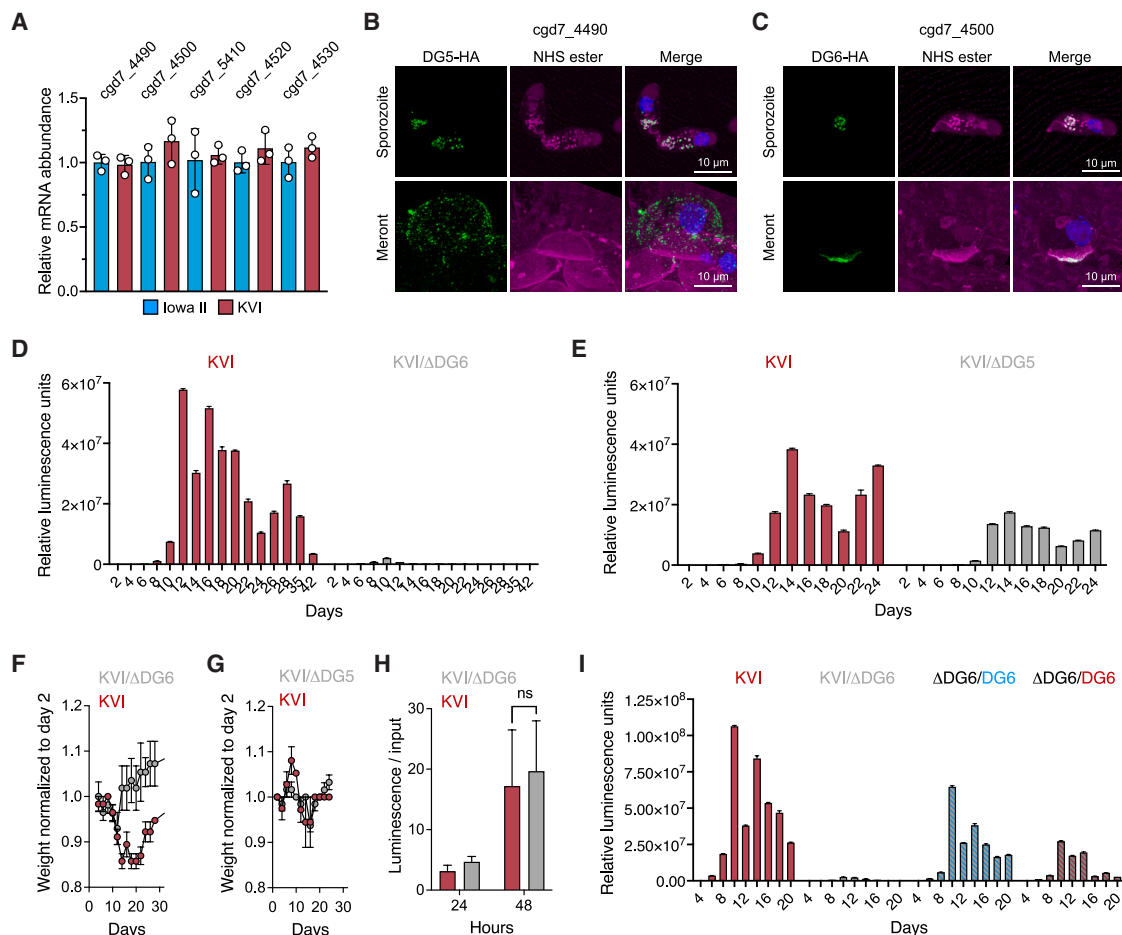 A
cgd7_4490
cgd7_4500
cgd7_5410
cgd7_4520
cgd7_4530
Relative mRNA abbundance
1.5
1.0
0.5
0.0
Iowa II
KVI
B
cgd7_4490
DG5-HA
NHS ester
Merge
Sporozoite
10 µm
Meront
10 µm
C
cgd7_4500
DG6-HA
NHS ester
Merge
Sporozoite
10 µm
Meront
10 µm
D
KVI
KVI/ΔDG6
Relative luminescence units
6×10⁷
4×10⁷
2×10⁷
0
2 4 6 8 10 12 14 16 18 20 22 24 26 28 35 42 2 4 6 8 10 12 14 16 18 20 22 24 26 28 35 42
Days
E
KVI
KVI/ΔDG5
Relative luminescence units
6×10⁷
4×10⁷
2×10⁷
0
2 4 6 8 10 12 14 16 18 20 22 24 2 4 6 8 10 12 14 16 18 20 22 24
Days
F
KVI/ΔDG6
KVI
Weight normalized to day 2
1.2
1.1
1.0
0.9
0.8
0 10 20 30
Days
G
KVI/ΔDG5
KVI
Weight normalized to day 2
1.2
1.1
1.0
0.9
0.8
0 10 20 30
Days
H
KVI/ΔDG6
KVI
ns
Luminescence / input
30
20
10
0
24 48
Hours
I
KVI
KVI/ΔDG6
ΔDG6/DG6
ΔDG6/DG6
Relative luminescence units
1.25×10⁸
1.00×10⁸
7.50×10⁷
5.00×10⁷
2.50×10⁷
0.00
4 8 12 16 20 4 8 12 16 20 4 8 12 16 20 4 8 12 16 20
Days